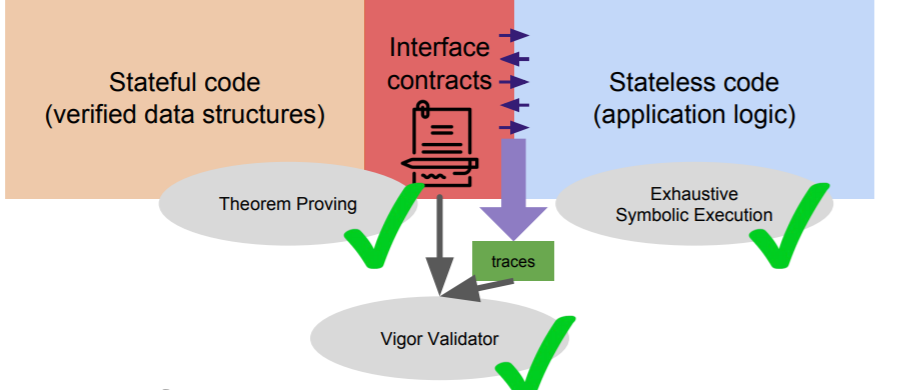 Stateful code
(verified data structures)
Interface
contracts
Stateless code
(application logic)
Theorem Proving
Exhaustive
Symbolic Execution
traces
Vigor Validator